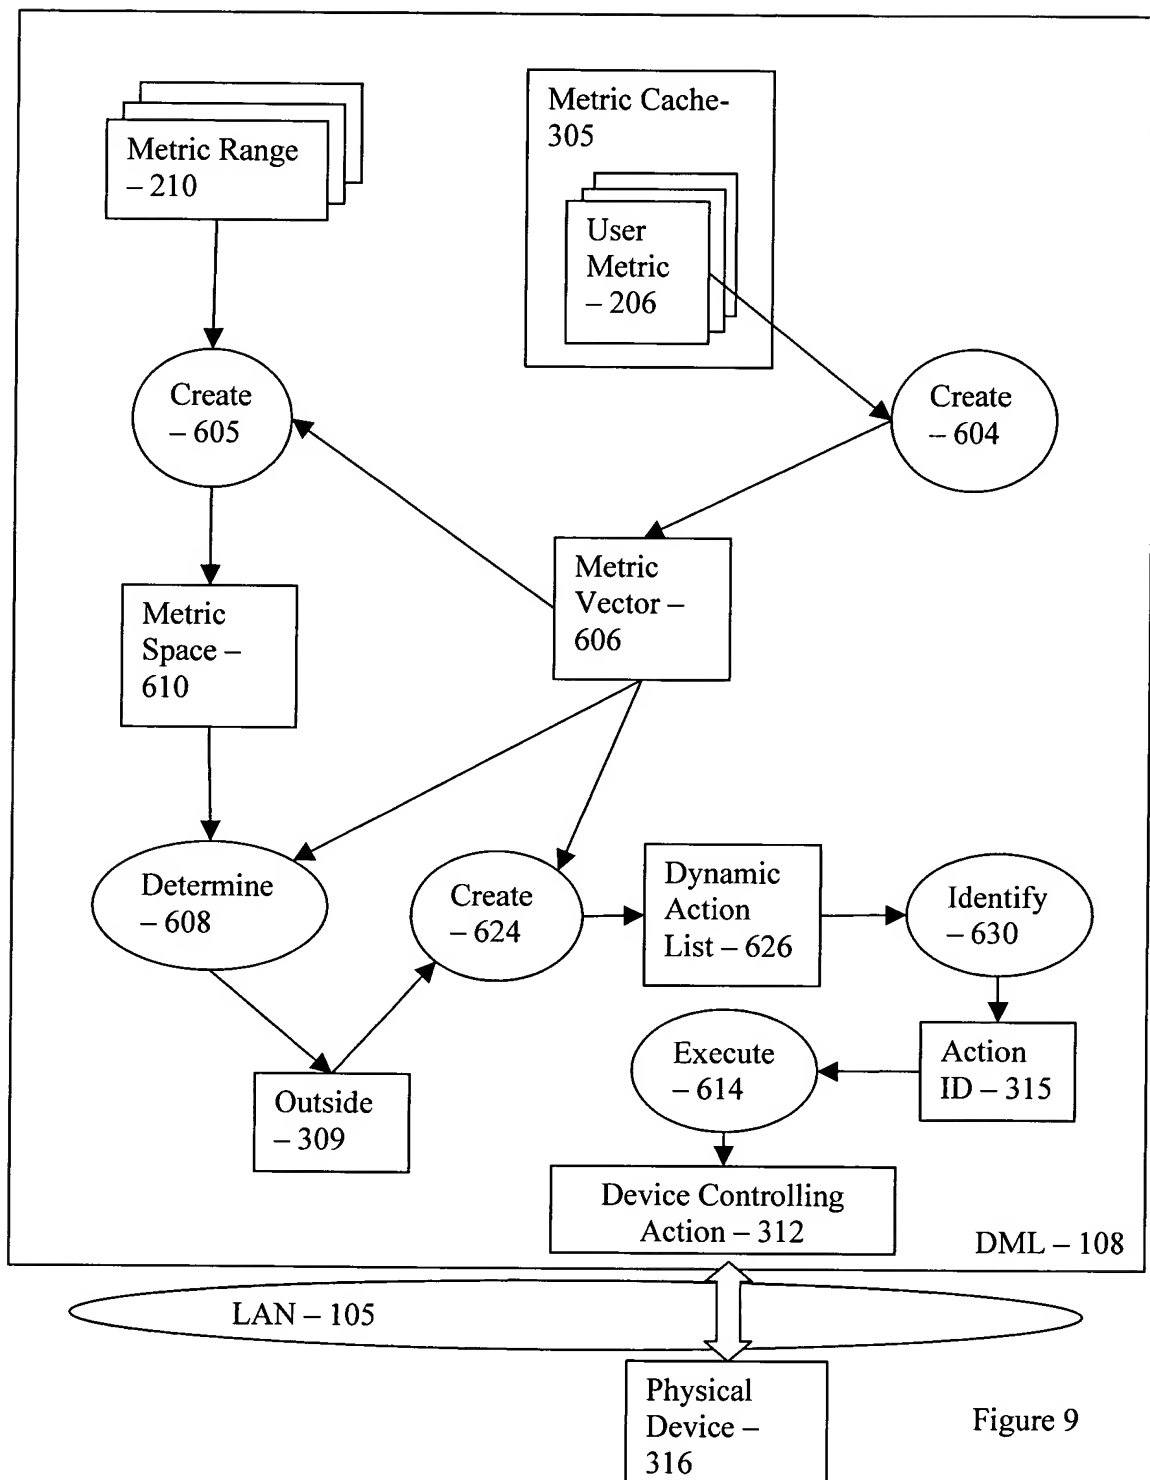 Metric Range
– 210
Metric Cache-
305
User
Metric
– 206
Create
– 605
Create
– 604
Metric
Vector –
606
Metric
Space –
610
Determine
– 608
Create
– 624
Dynamic
Action
List – 626
Identify
– 630
Execute
– 614
Action
ID – 315
Outside
– 309
Device Controlling
Action – 312
DML – 108
LAN – 105
Physical
Device –
316
Figure 9